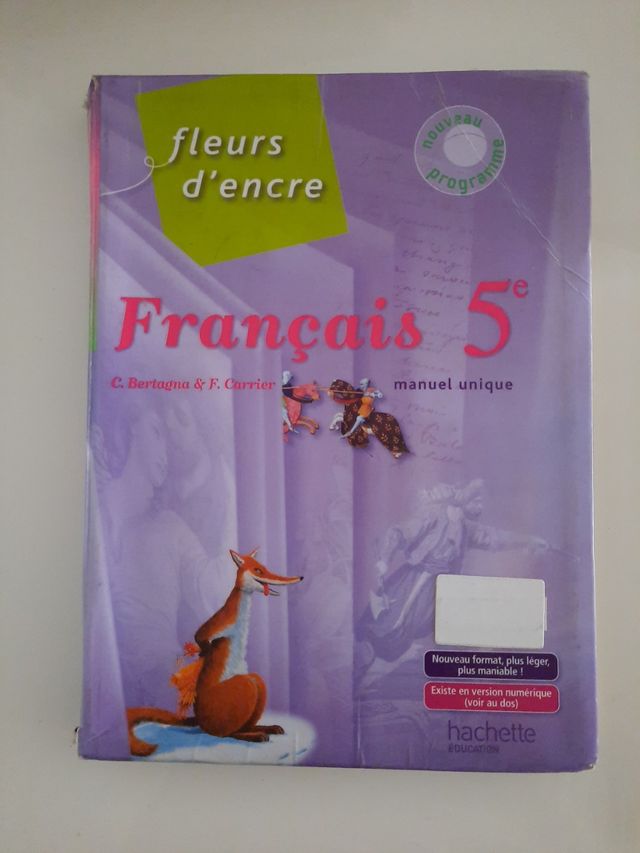 fleurs
d'encre
nouveau
programme
Français 5e
C. Bertagna & F. Carrier
manuel unique
Nouveau format, plus léger,
plus maniable !
Existe en version numérique
(voir au dos)
hachette
ÉDUCATION